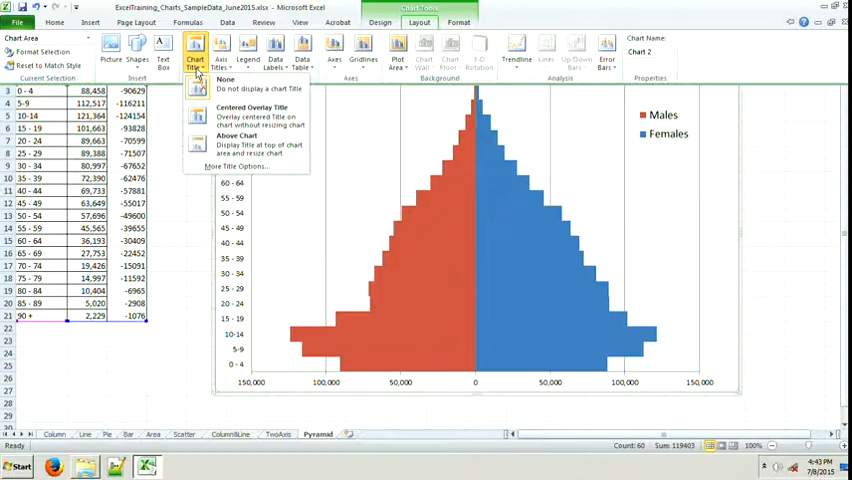 ExcelTraining_Charts_SampleData_June2015.xlsx - Microsoft Excel
Chart Tools
File Home Insert Page Layout Formulas Data Review View Acrobat Design Layout Format
Chart Area
Format Selection
Reset to Match Style
Current Selection
Picture Shapes Text Box
Insert
Chart Title Axis Titles Legend Data Labels Data Table
Axes Gridlines
Axes
Plot Area Chart Wall Chart Floor 3-D Rotation
Background
Trendline Lines Up/Down Bars Error Bars
Analysis
Chart Name:
Chart 2
Properties
None
Do not display a chart Title
Centered Overlay Title
Overlay centered Title on
chart without resizing chart
Above Chart
Display Title at top of chart
area and resize chart
More Title Options...
3 0 - 4 88,458 -90629
4 5-9 112,517 -116211
5 10-14 121,364 -124154
6 15 - 19 101,663 -93828
7 20 - 24 89,663 -70599
8 25 - 29 89,388 -71507
9 30 - 34 80,997 -67652
10 35 - 39 72,390 -62476
11 40 - 44 69,733 -57881
12 45 - 49 63,649 -55017
13 50 - 54 57,696 -49600
14 55 - 59 45,565 -39655
15 60 - 64 36,193 -30409
16 65 - 69 27,753 -22452
17 70 - 74 19,426 -15091
18 75 - 79 14,997 -11592
19 80 - 84 10,404 -6965
20 85 - 89 5,020 -2908
21 90 + 2,229 -1076
22
23
24
25
26
27
28
29
Males
Females
60 - 64
55 - 59
50 - 54
45 - 49
40 - 44
35 - 39
30 - 34
25 - 29
20 - 24
15 - 19
10-14
5-9
0 - 4
150,000 100,000 50,000 0 50,000 100,000 150,000
Column Line Pie Bar Area Scatter Column&Line TwoAxis Pyramid
Ready Count: 60 Sum: 119403 100%
Start
4:43 PM
7/8/2015